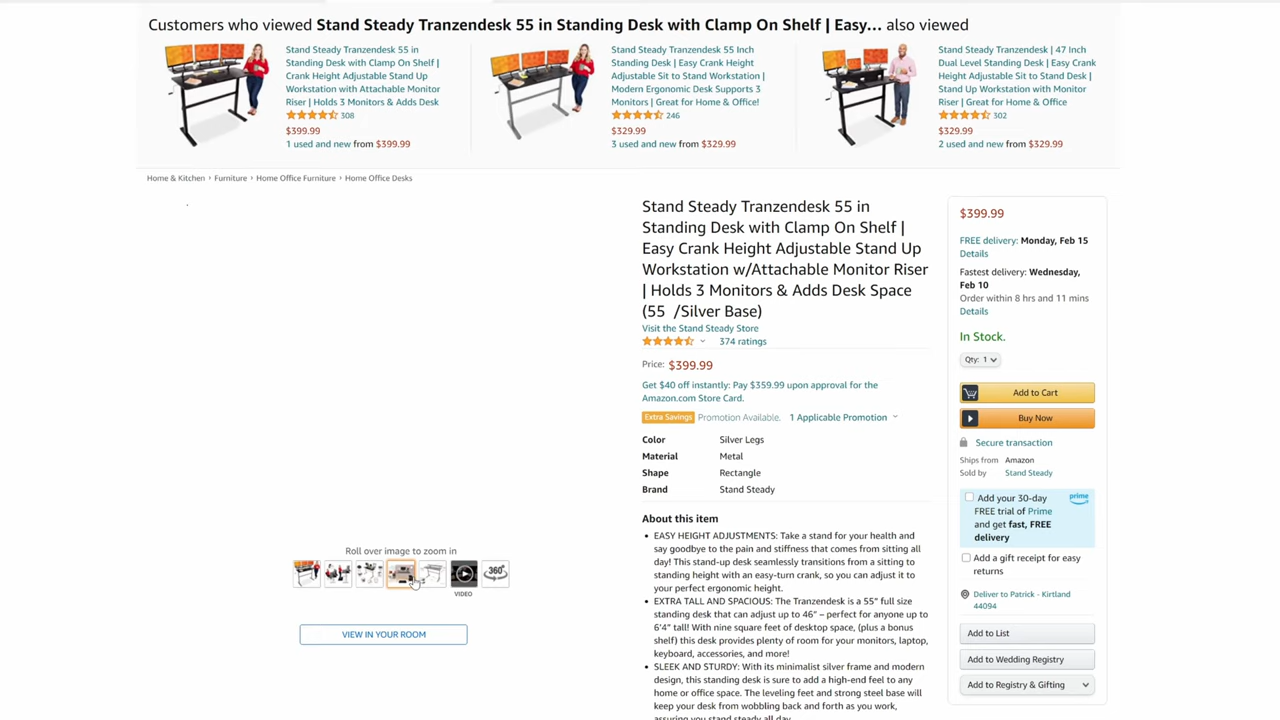 Customers who viewed Stand Steady Tranzendesk 55 in Standing Desk with Clamp On Shelf | Easy... also viewed
Stand Steady Tranzendesk 55 in
Standing Desk with Clamp On Shelf |
Crank Height Adjustable Stand Up
Workstation with Attachable Monitor
Riser | Holds 3 Monitors & Adds Desk
308
$399.99
1 used and new from $399.99
Stand Steady Tranzendesk 55 Inch
Standing Desk | Easy Crank Height
Adjustable Sit to Stand Workstation |
Modern Ergonomic Desk Supports 3
Monitors | Great for Home & Office!
246
$329.99
3 used and new from $329.99
Stand Steady Tranzendesk | 47 Inch
Dual Level Standing Desk | Easy Crank
Height Adjustable Sit to Stand Desk |
Stand Up Workstation with Monitor
Riser | Great for Home & Office
302
$329.99
2 used and new from $329.99
Home & Kitchen › Furniture › Home Office Furniture › Home Office Desks
Roll over image to zoom in
360°
VIDEO
VIEW IN YOUR ROOM
Stand Steady Tranzendesk 55 in
Standing Desk with Clamp On Shelf |
Easy Crank Height Adjustable Stand Up
Workstation w/Attachable Monitor Riser
| Holds 3 Monitors & Adds Desk Space
(55 /Silver Base)
Visit the Stand Steady Store
374 ratings
Price: $399.99
Get $40 off instantly: Pay $359.99 upon approval for the
Amazon.com Store Card.
Extra Savings Promotion Available. 1 Applicable Promotion
Color Silver Legs
Material Metal
Shape Rectangle
Brand Stand Steady
About this item
• EASY HEIGHT ADJUSTMENTS: Take a stand for your health and
say goodbye to the pain and stiffness that comes from sitting all
day! This stand-up desk seamlessly transitions from a sitting to
standing height with an easy-turn crank, so you can adjust it to
your perfect ergonomic height.
• EXTRA TALL AND SPACIOUS: The Tranzendesk is a 55" full size
standing desk that can adjust up to 46" – perfect for anyone up to
6'4" tall! With nine square feet of desktop space, (plus a bonus
shelf) this desk provides plenty of room for your monitors, laptop,
keyboard, accessories, and more!
• SLEEK AND STURDY: With its minimalist silver frame and modern
design, this standing desk is sure to add a high-end feel to any
home or office space. The leveling feet and strong steel base will
keep your desk from wobbling back and forth as you work,
assuring you stand steady all day.
$399.99
FREE delivery: Monday, Feb 15
Details
Fastest delivery: Wednesday,
Feb 10
Order within 8 hrs and 11 mins
Details
In Stock.
Qty: 1
Add to Cart
Buy Now
Secure transaction
Ships from Amazon
Sold by Stand Steady
Add your 30-day
FREE trial of Prime
and get fast, FREE
delivery
prime
Add a gift receipt for easy
returns
Deliver to Patrick - Kirtland
44094
Add to List
Add to Wedding Registry
Add to Registry & Gifting